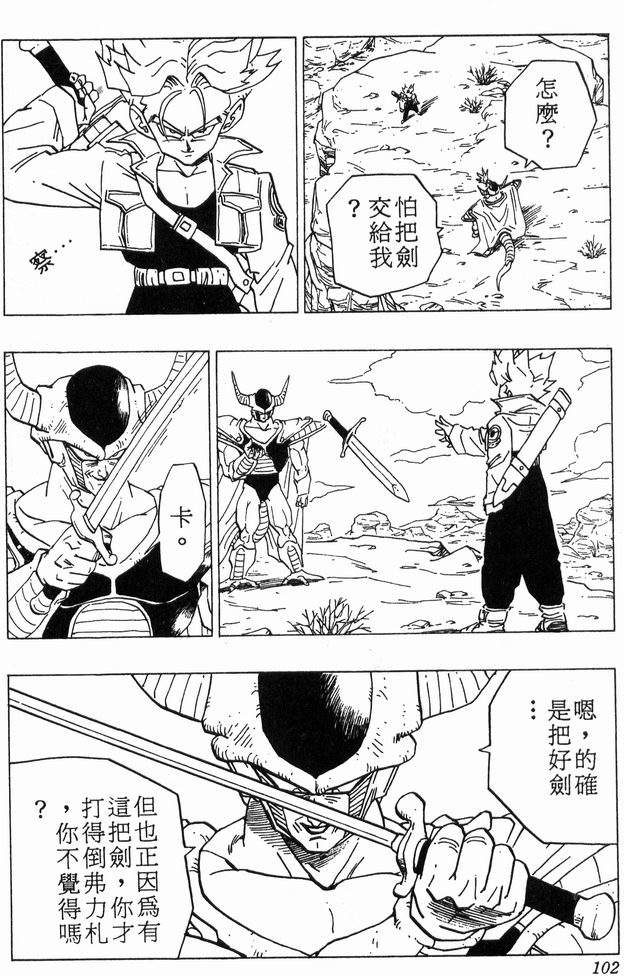 怎麼？
怕把劍
交給我
？
察…
卡。
嗯，的確
是把好劍
…
但也正因爲有
這把劍，你才
打得倒弗力札
，你不覺得嗎
？
102